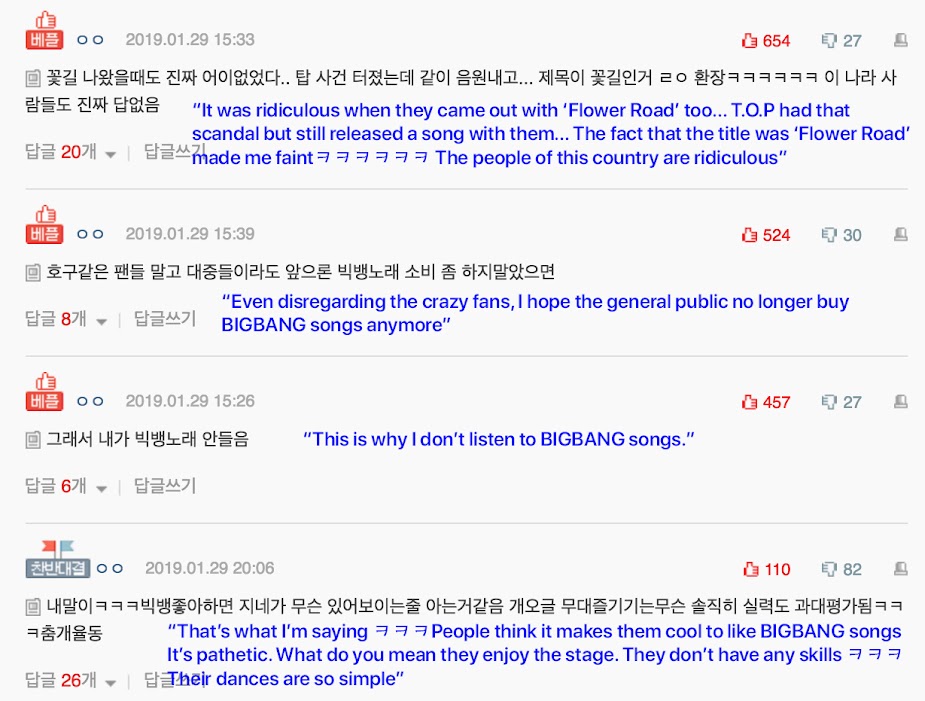 베플 ㅇㅇ 2019.01.29 15:33 654 27
꽃길 나왔을때도 진짜 어이없었다.. 탑 사건 터졌는데 같이 음원내고... 제목이 꽃길인거 ㄹㅇ 환장ㅋㅋㅋㅋㅋㅋ 이 나라 사
람들도 진짜 답없음
"It was ridiculous when they came out with 'Flower Road' too... T.O.P had that
scandal but still released a song with them... The fact that the title was 'Flower Road'
made me faintㅋㅋㅋㅋㅋㅋ The people of this country are ridiculous"
답글 20개 | 답글쓰기
베플 ㅇㅇ 2019.01.29 15:39 524 30
호구같은 팬들 말고 대중들이라도 앞으론 빅뱅노래 소비 좀 하지말았으면
"Even disregarding the crazy fans, I hope the general public no longer buy
BIGBANG songs anymore"
답글 8개 | 답글쓰기
베플 ㅇㅇ 2019.01.29 15:26 457 27
그래서 내가 빅뱅노래 안들음
"This is why I don't listen to BIGBANG songs."
답글 6개 | 답글쓰기
찬반대결 ㅇㅇ 2019.01.29 20:06 110 82
내말이ㅋㅋㅋ빅뱅좋아하면 지네가 무슨 있어보이는줄 아는거같음 개오글 무대즐기기는무슨 솔직히 실력도 과대평가됨ㅋㅋ
ㅋ춤개율동
"That's what I'm saying ㅋㅋㅋPeople think it makes them cool to like BIGBANG songs
It's pathetic. What do you mean they enjoy the stage. They don't have any skills ㅋㅋㅋ
Their dances are so simple"
답글 26개 | 답글쓰기